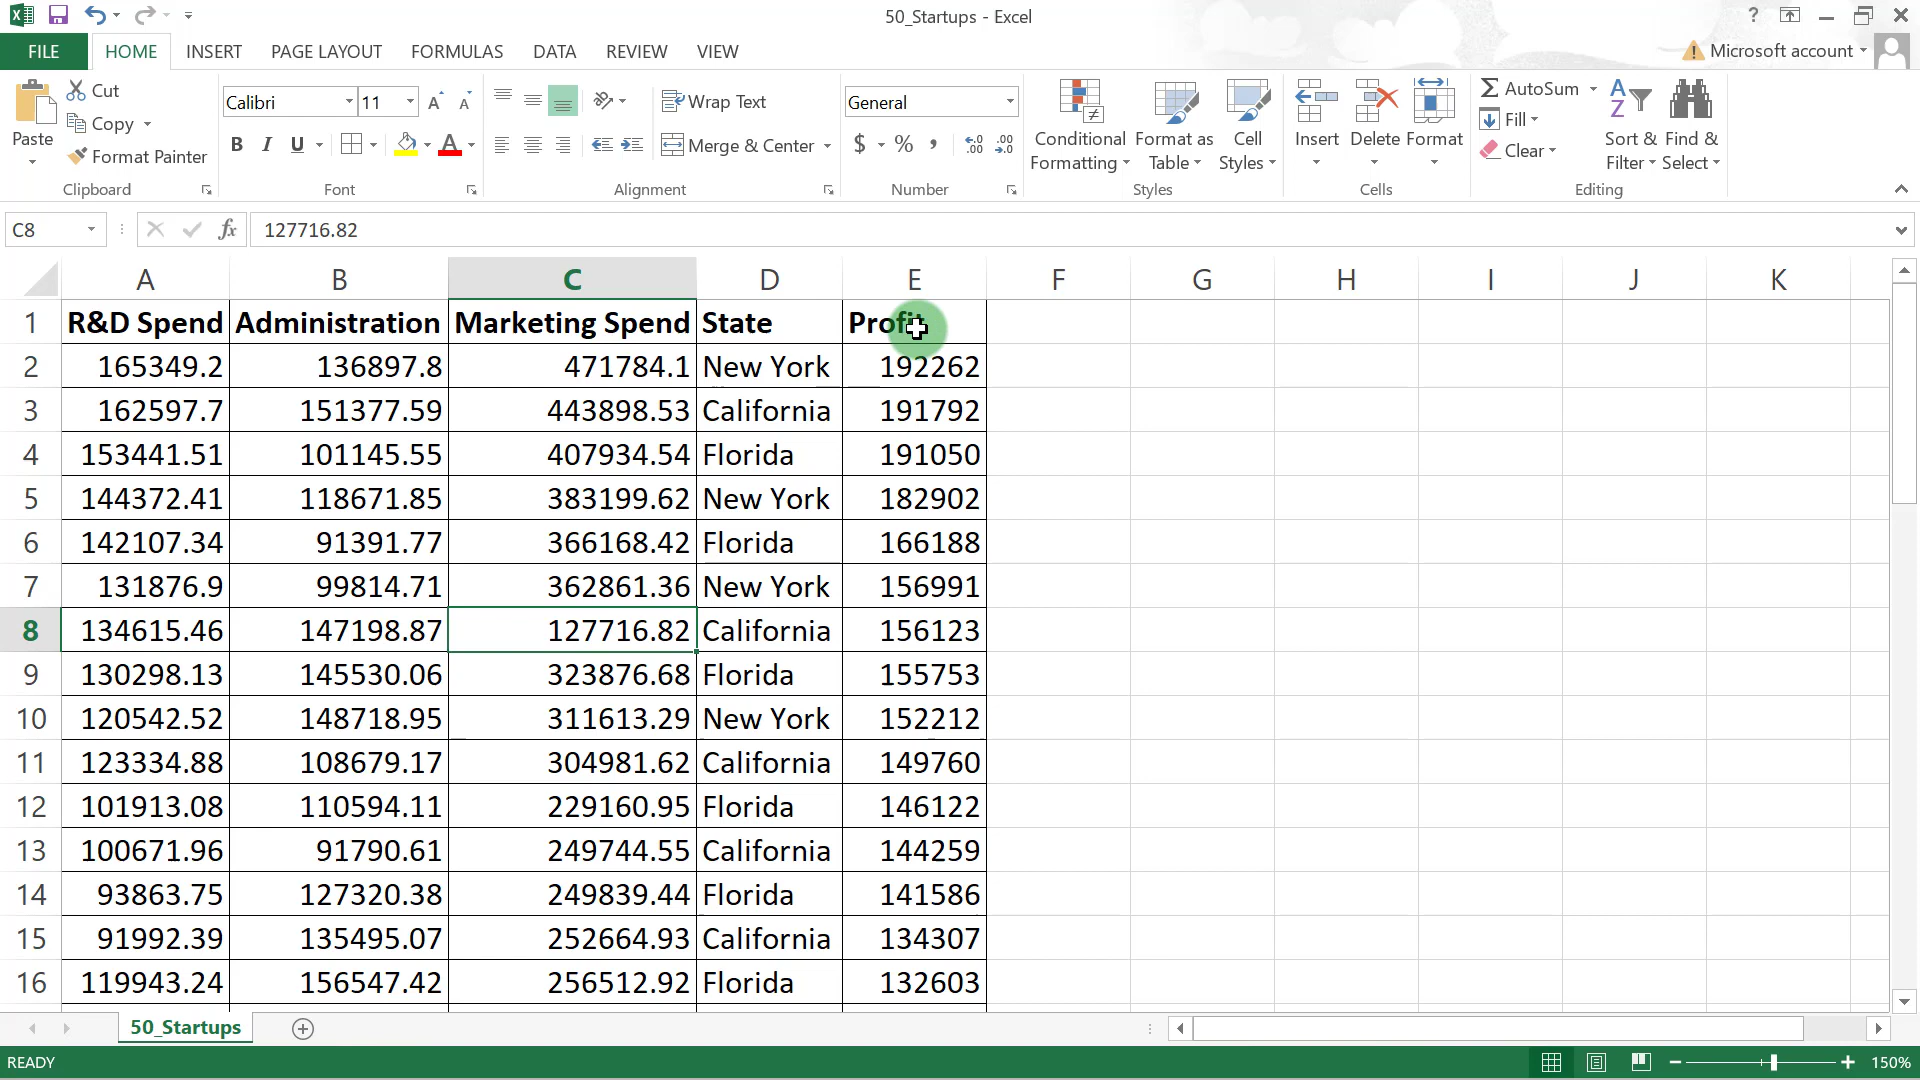 50_Startups - Excel
?
FILE HOME INSERT PAGE LAYOUT FORMULAS DATA REVIEW VIEW Microsoft account
Paste
Cut
Copy
Format Painter
Clipboard
Calibri 11 A A
B I U A
Font
Wrap Text
Merge & Center
Alignment
General
$ % , .0 .00 .00 .0
Number
Conditional Formatting
Format as Table
Cell Styles
Styles
Insert Delete Format
Cells
AutoSum
Fill
Clear
Sort & Filter
Find & Select
Editing
C8 fx 127716.82
A B C D E F G H I J K
1 R&D Spend Administration Marketing Spend State Profit
2 165349.2 136897.8 471784.1 New York 192262
3 162597.7 151377.59 443898.53 California 191792
4 153441.51 101145.55 407934.54 Florida 191050
5 144372.41 118671.85 383199.62 New York 182902
6 142107.34 91391.77 366168.42 Florida 166188
7 131876.9 99814.71 362861.36 New York 156991
8 134615.46 147198.87 127716.82 California 156123
9 130298.13 145530.06 323876.68 Florida 155753
10 120542.52 148718.95 311613.29 New York 152212
11 123334.88 108679.17 304981.62 California 149760
12 101913.08 110594.11 229160.95 Florida 146122
13 100671.96 91790.61 249744.55 California 144259
14 93863.75 127320.38 249839.44 Florida 141586
15 91992.39 135495.07 252664.93 California 134307
16 119943.24 156547.42 256512.92 Florida 132603
50_Startups
READY 150%